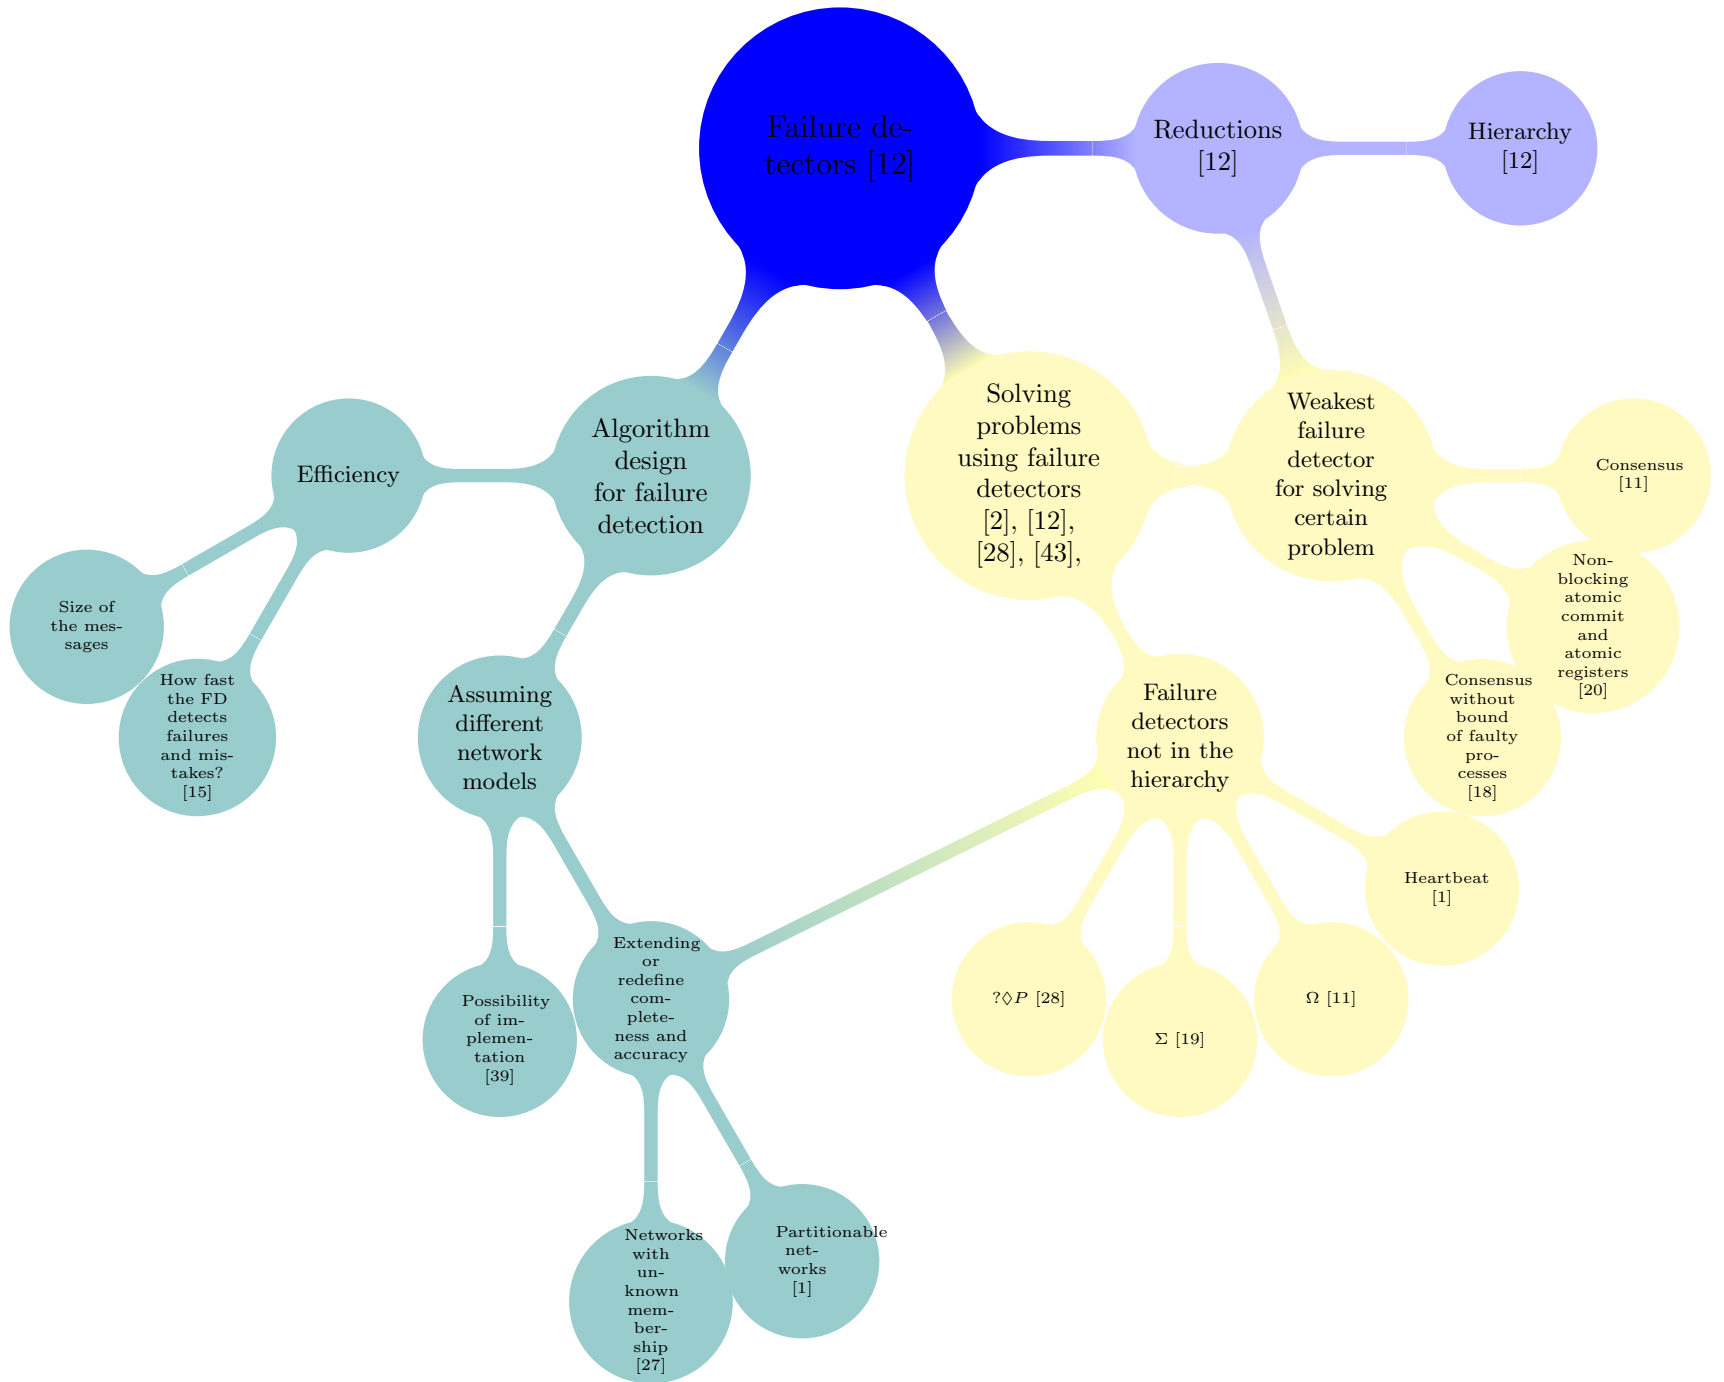 Failure de-
tectors [12]
Reductions
[12]
Hierarchy
[12]
Algorithm
design
for failure
detection
Efficiency
Size of
the mes-
sages
How fast
the FD
detects
failures
and mis-
takes?
[15]
Assuming
different
network
models
Possibility
of im-
plemen-
tation
[39]
Extending
or
redefine
com-
plete-
ness and
accuracy
Networks
with
un-
known
mem-
ber-
ship
[27]
Partitionable
net-
works
[1]
Solving
problems
using failure
detectors
[2], [12],
[28], [43],
Weakest
failure
detector
for solving
certain
problem
Consensus
[11]
Non-
blocking
atomic
commit
and
atomic
registers
[20]
Consensus
without
bound
of faulty
pro-
cesses
[18]
Failure
detectors
not in the
hierarchy
Heartbeat
[1]
Ω [11]
Σ [19]
?◊P [28]